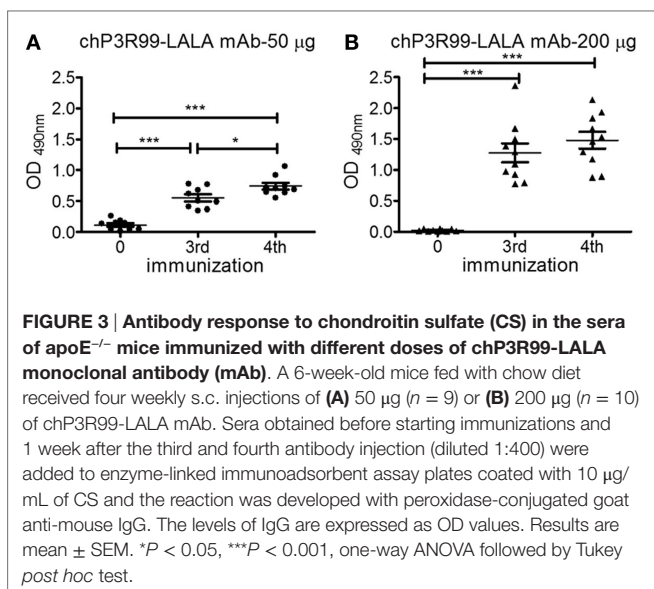 A chP3R99-LALA mAb-50 µg
B chP3R99-LALA mAb-200 µg
2.5
2.0
1.5
1.0
0.5
0.0
OD 490nm
***
***
*
0 3rd 4th
immunization
2.5
2.0
1.5
1.0
0.5
0.0
OD 490nm
***
***
0 3rd 4th
immunization
FIGURE 3 | Antibody response to chondroitin sulfate (CS) in the sera
of apoE−/− mice immunized with different doses of chP3R99-LALA
monoclonal antibody (mAb). A 6-week-old mice fed with chow diet
received four weekly s.c. injections of (A) 50 µg (n = 9) or (B) 200 µg (n = 10)
of chP3R99-LALA mAb. Sera obtained before starting immunizations and
1 week after the third and fourth antibody injection (diluted 1:400) were
added to enzyme-linked immunoadsorbent assay plates coated with 10 µg/
mL of CS and the reaction was developed with peroxidase-conjugated goat
anti-mouse IgG. The levels of IgG are expressed as OD values. Results are
mean ± SEM. *P < 0.05, ***P < 0.001, one-way ANOVA followed by Tukey
post hoc test.